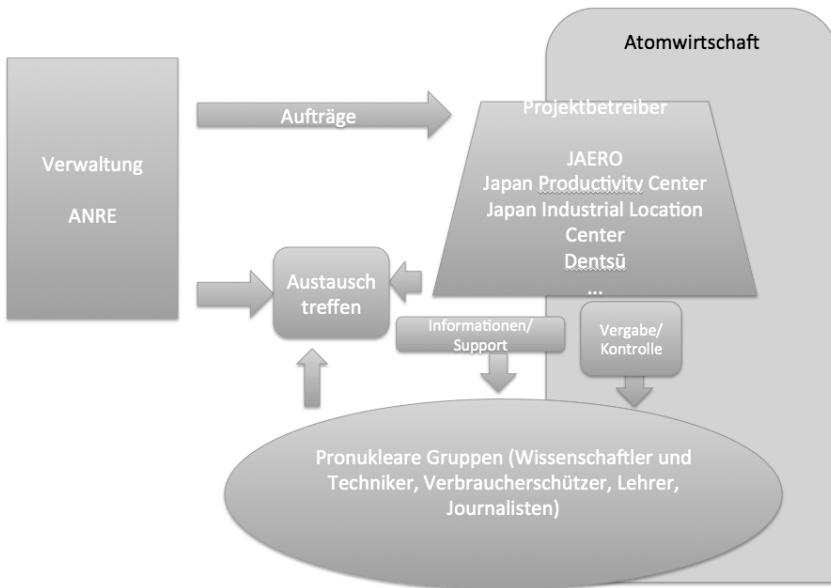 Atomwirtschaft
Verwaltung
ANRE
Aufträge
Projektbetreiber
JAERO
Japan Productivity Center
Japan Industrial Location
Center
Dentsū
...
Austausch
treffen
Informationen/
Support
Vergabe/
Kontrolle
Pronukleare Gruppen (Wissenschaftler und
Techniker, Verbraucherschützer, Lehrer,
Journalisten)